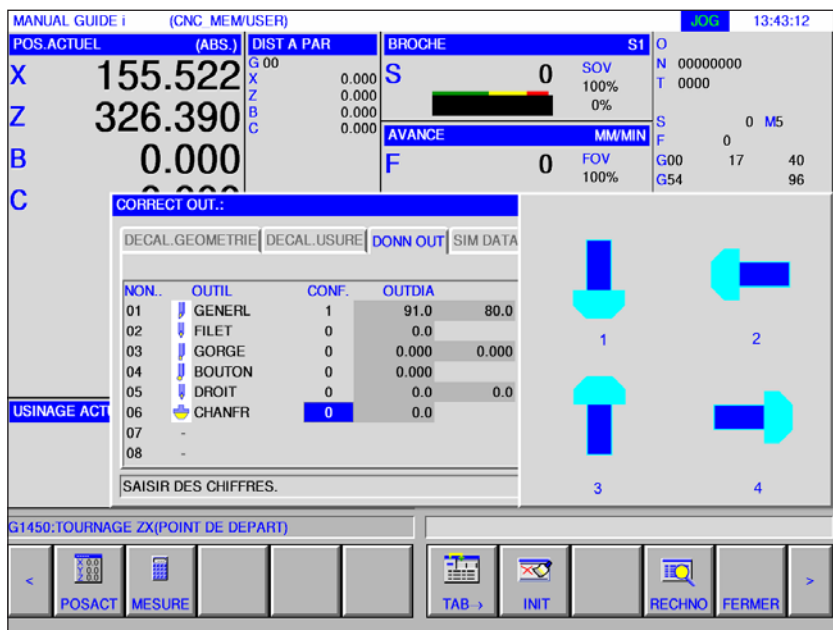 MANUAL GUIDE i (CNC_MEM/USER) JOG 13:43:12
POS.ACTUEL (ABS.) DIST A PAR BROCHE S1 O
G 00
X 155.522 X 0.000 S 0 SOV N 00000000
Z 0.000 100% T 0000
Z 326.390 B 0.000 0%
C 0.000 S 0 M5
AVANCE MM/MIN F 0
B 0.000 F 0 FOV G00 17 40
100% G54 96
C
CORRECT OUT.:
DECAL.GEOMETRIE DECAL.USURE DONN OUT SIM DATA
NON.. OUTIL CONF. OUTDIA
01 GENERL 1 91.0 80.0
02 FILET 0 0.0
03 GORGE 0 0.000 0.000
04 BOUTON 0 0.000
05 DROIT 0 0.0 0.0
06 CHANFR 0 0.0
07 -
08 -
SAISIR DES CHIFFRES.
1 2
3 4
USINAGE ACT
G1450:TOURNAGE ZX(POINT DE DEPART)
< POSACT MESURE TAB→ INIT RECHNO FERMER >